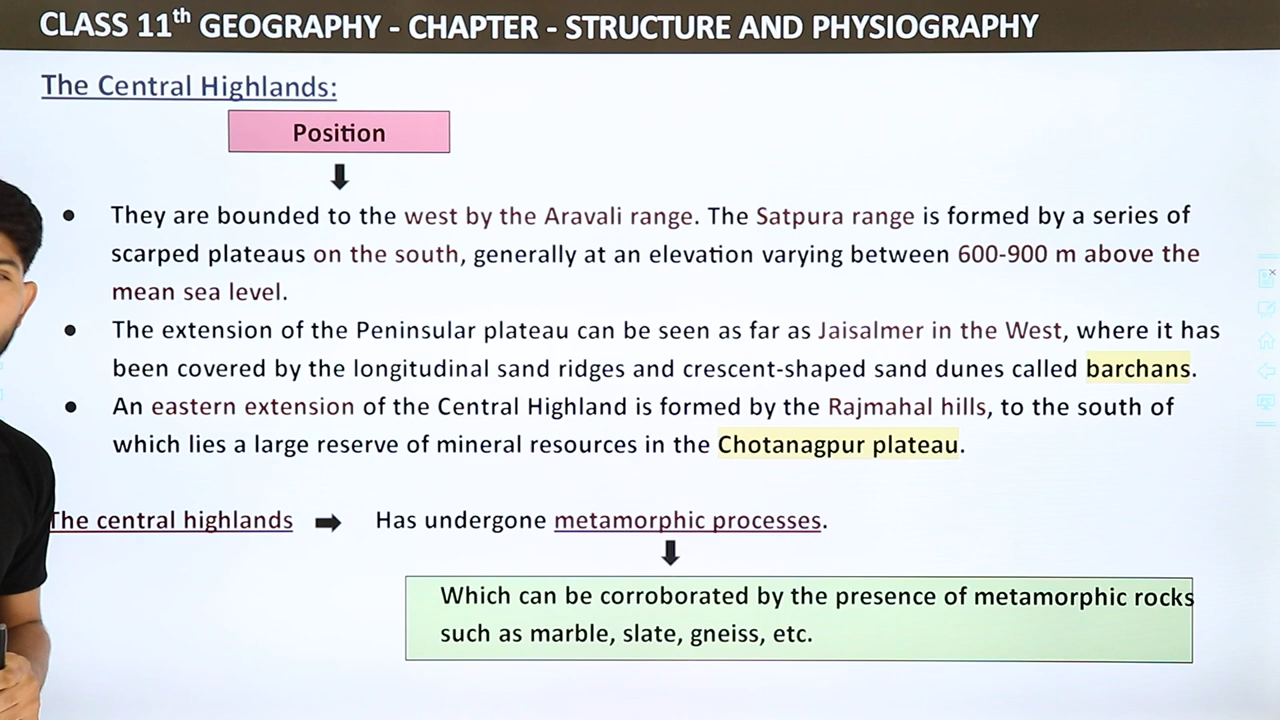 CLASS 11th GEOGRAPHY - CHAPTER - STRUCTURE AND PHYSIOGRAPHY
The Central Highlands:
Position
• They are bounded to the west by the Aravali range. The Satpura range is formed by a series of
scarped plateaus on the south, generally at an elevation varying between 600-900 m above the
mean sea level.
• The extension of the Peninsular plateau can be seen as far as Jaisalmer in the West, where it has
been covered by the longitudinal sand ridges and crescent-shaped sand dunes called barchans.
• An eastern extension of the Central Highland is formed by the Rajmahal hills, to the south of
which lies a large reserve of mineral resources in the Chotanagpur plateau.
The central highlands ➡ Has undergone metamorphic processes.
Which can be corroborated by the presence of metamorphic rocks
such as marble, slate, gneiss, etc.